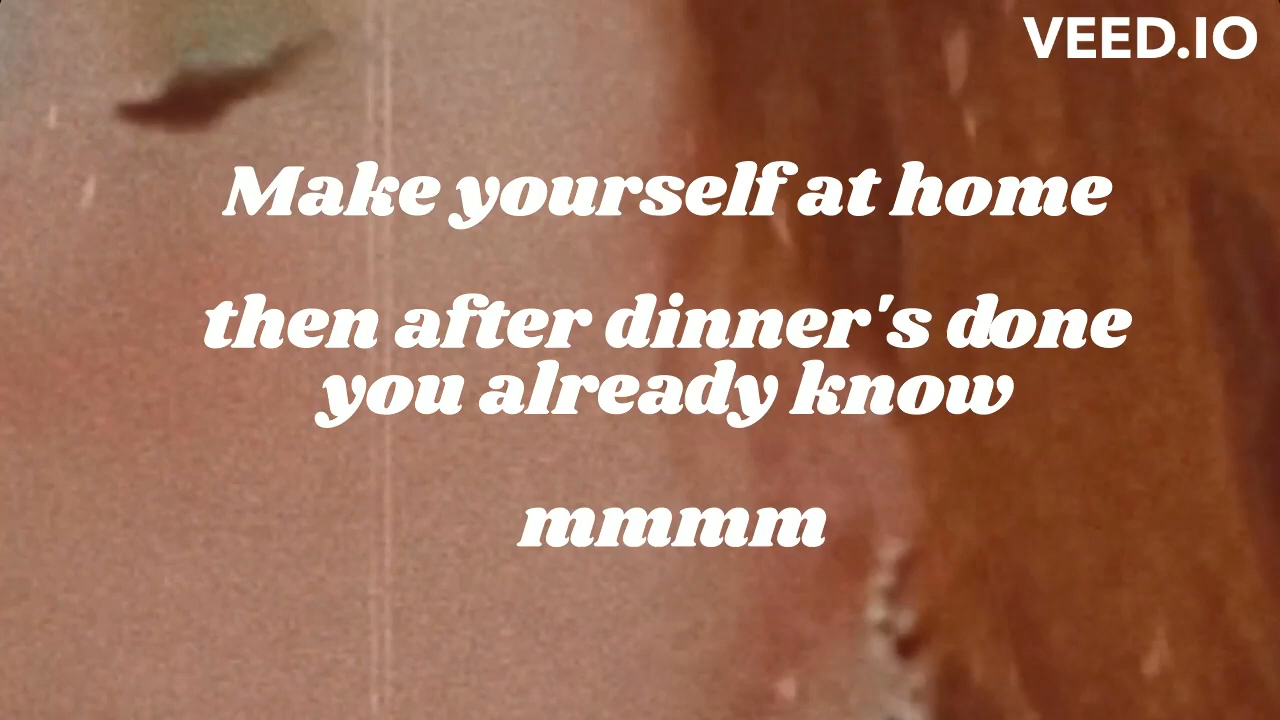 VEED.IO
Make yourself at home
then after dinner's done
you already know
mmmm